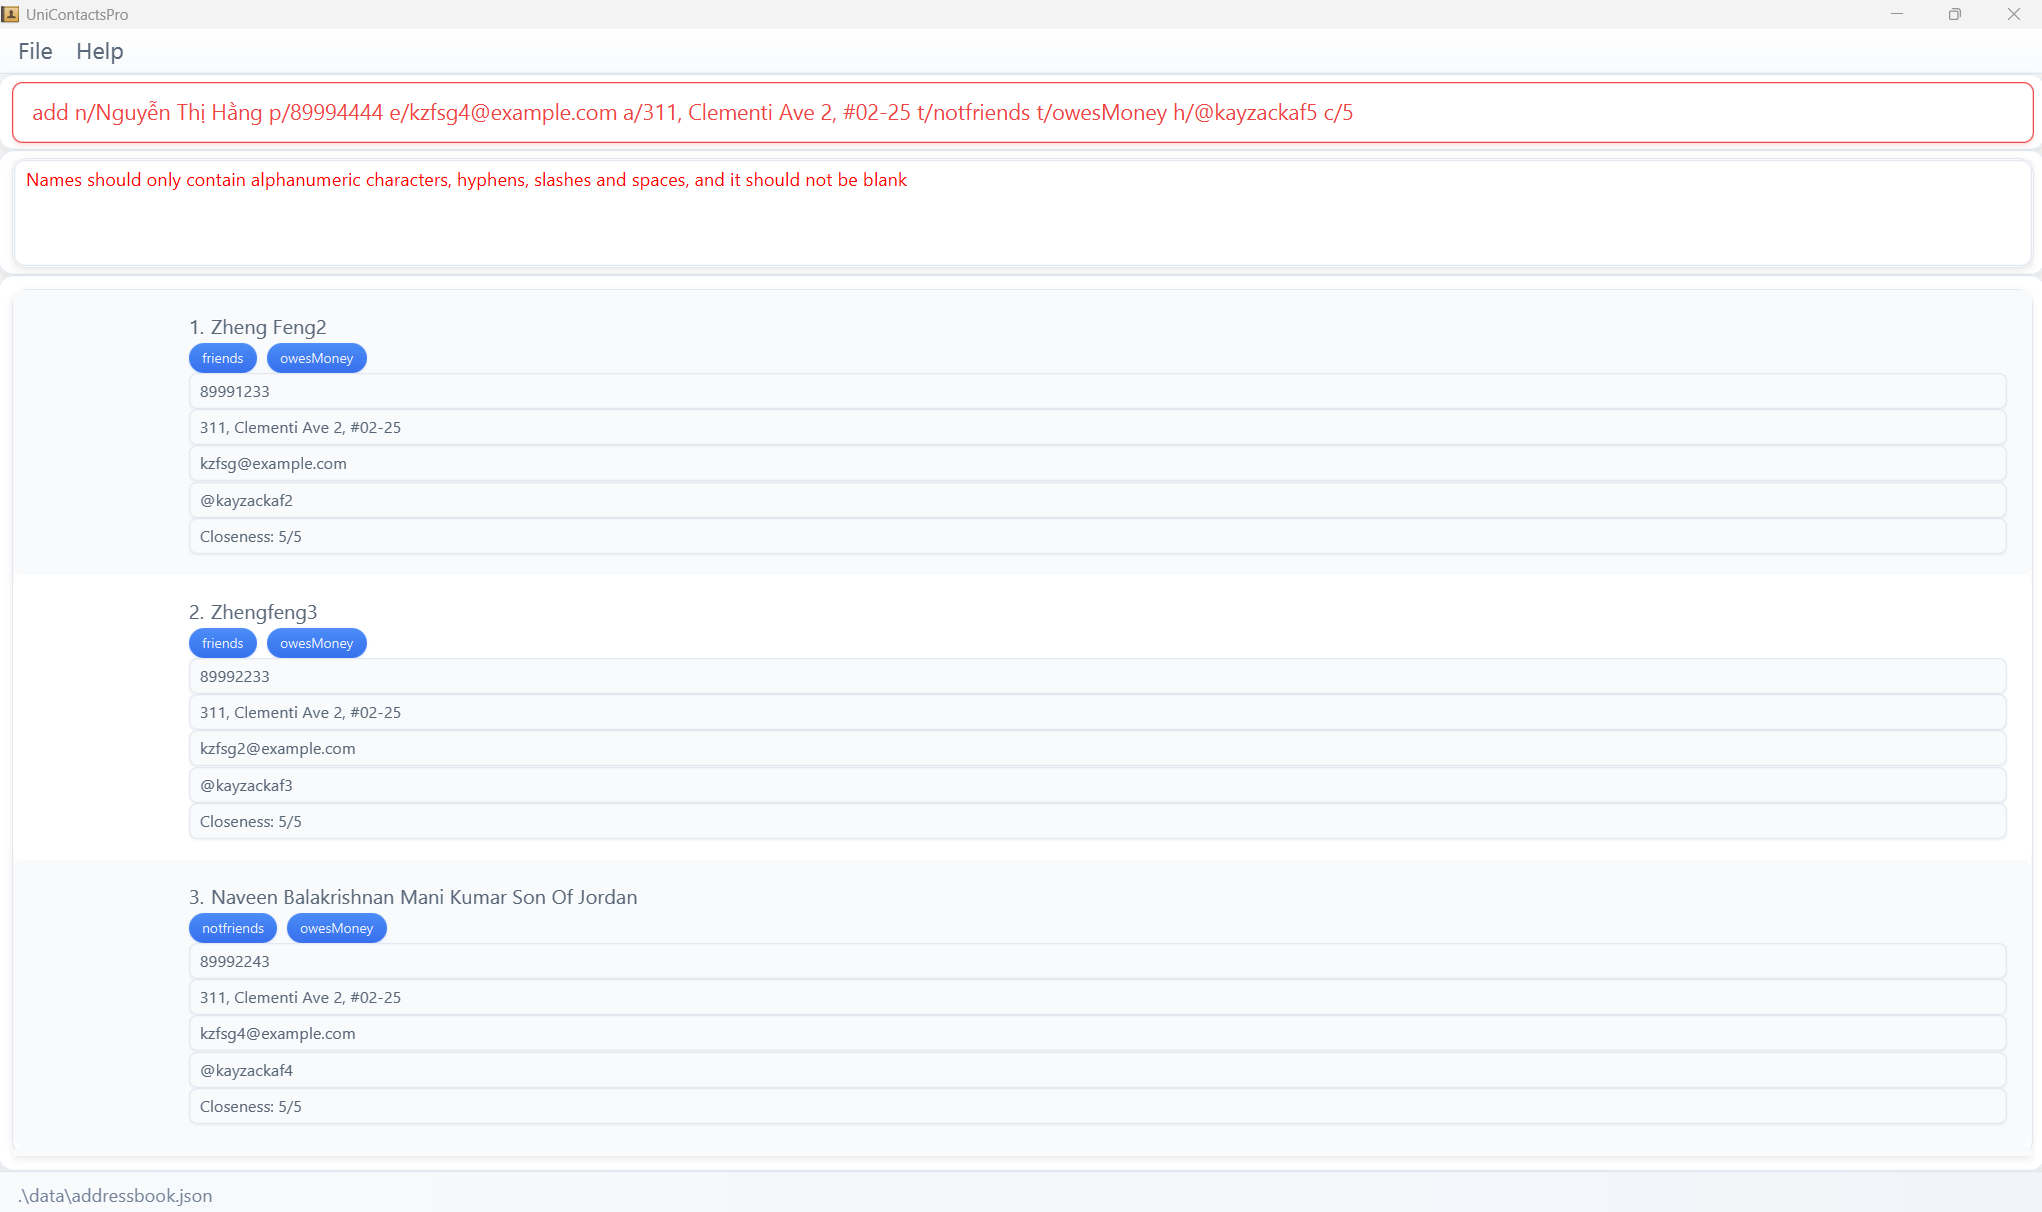 UniContactsPro
File Help
add n/Nguyễn Thị Hằng p/89994444 e/kzfsg4@example.com a/311, Clementi Ave 2, #02-25 t/notfriends t/owesMoney h/@kayzackaf5 c/5
Names should only contain alphanumeric characters, hyphens, slashes and spaces, and it should not be blank
1. Zheng Feng2
friends owesMoney
89991233
311, Clementi Ave 2, #02-25
kzfsg@example.com
@kayzackaf2
Closeness: 5/5
2. Zhengfeng3
friends owesMoney
89992233
311, Clementi Ave 2, #02-25
kzfsg2@example.com
@kayzackaf3
Closeness: 5/5
3. Naveen Balakrishnan Mani Kumar Son Of Jordan
notfriends owesMoney
89992243
311, Clementi Ave 2, #02-25
kzfsg4@example.com
@kayzackaf4
Closeness: 5/5
.\data\addressbook.json